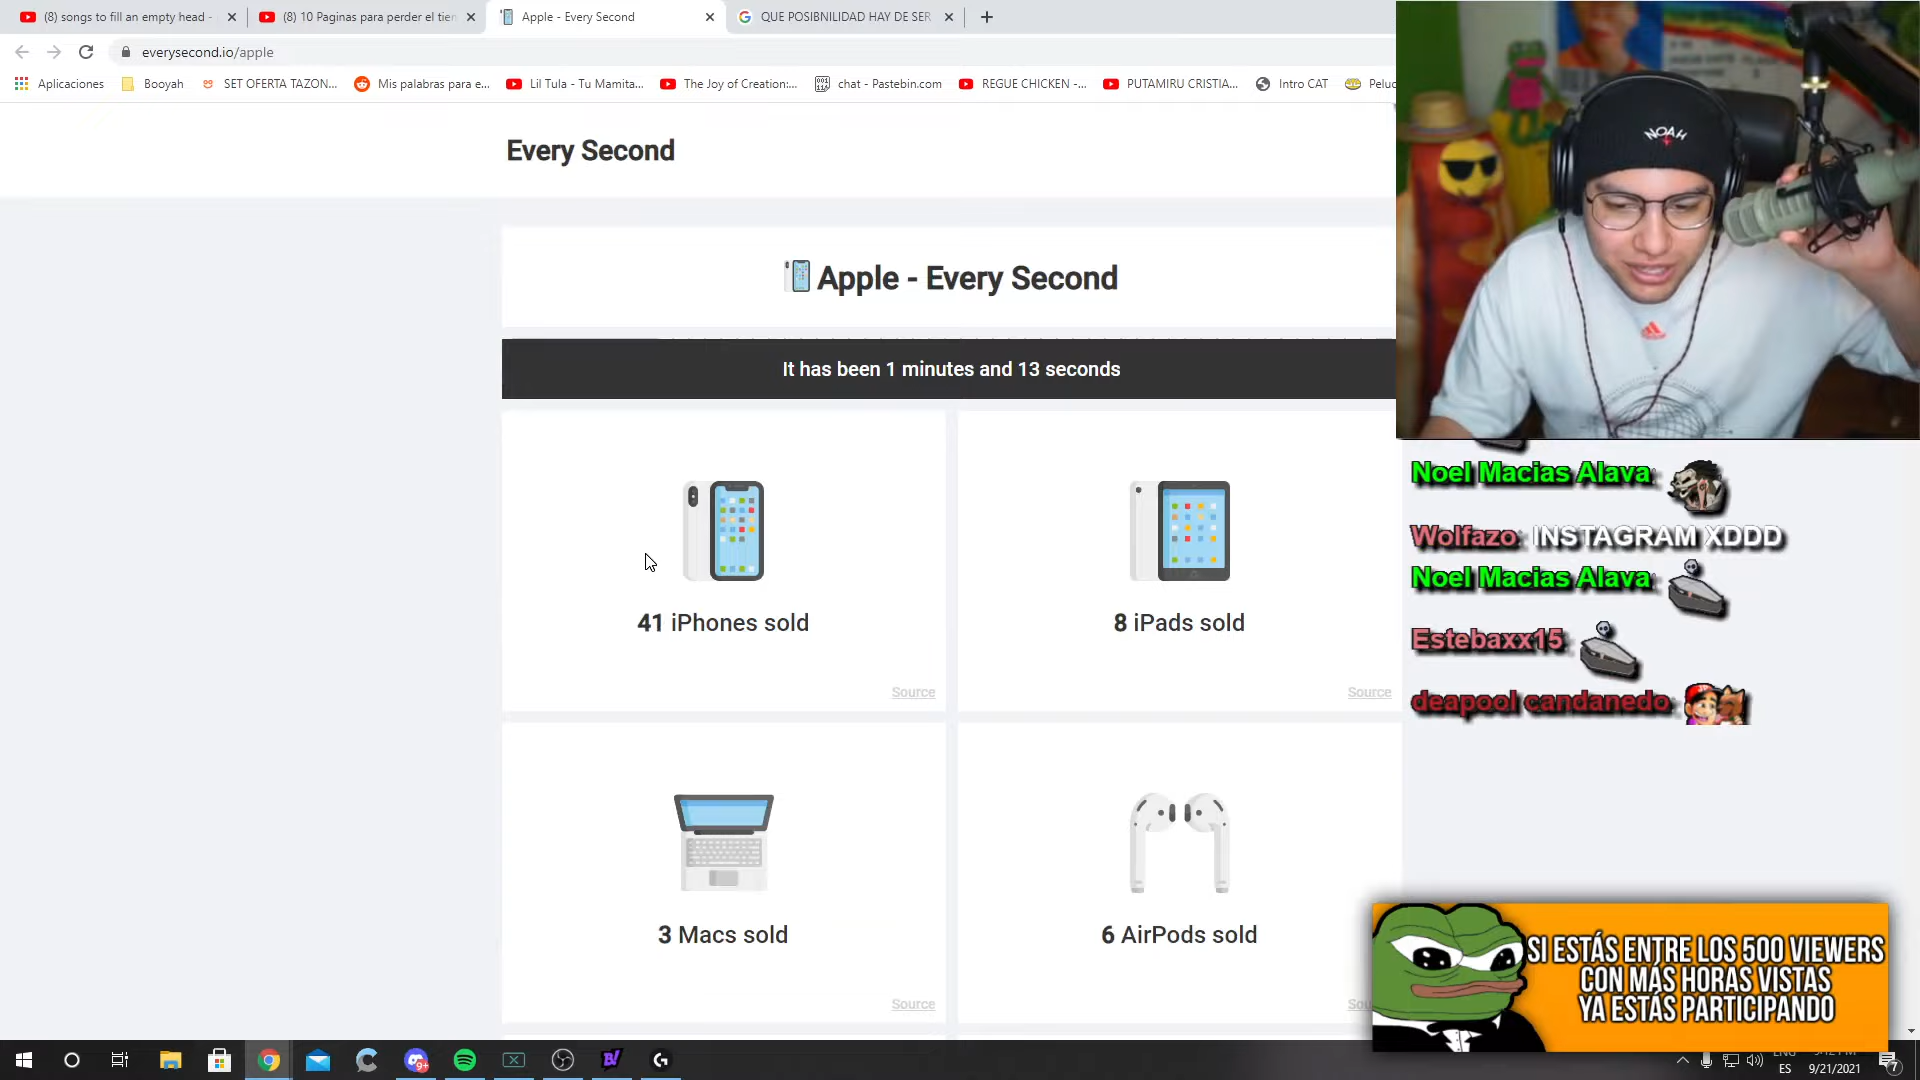 (8) songs to fill an empty head -
(8) 10 Paginas para perder el tien
Apple - Every Second
QUE POSIBNILIDAD HAY DE SER
everysecond.io/apple
Aplicaciones
Booyah
SET OFERTA TAZON...
Mis palabras para e...
Lil Tula - Tu Mamita...
The Joy of Creation:...
chat - Pastebin.com
REGUE CHICKEN -...
PUTAMIRU CRISTIA...
Intro CAT
Peluc
NOAH
Every Second
Apple - Every Second
It has been 1 minutes and 13 seconds
41 iPhones sold
Source
8 iPads sold
Source
3 Macs sold
Source
6 AirPods sold
Noel Macias Alava:
Wolfazo: INSTAGRAM XDDD
Noel Macias Alava:
Estebaxx15:
deapool candanedo:
SI ESTÁS ENTRE LOS 500 VIEWERS
CON MÁS HORAS VISTAS
YA ESTÁS PARTICIPANDO
ES
9/21/2021